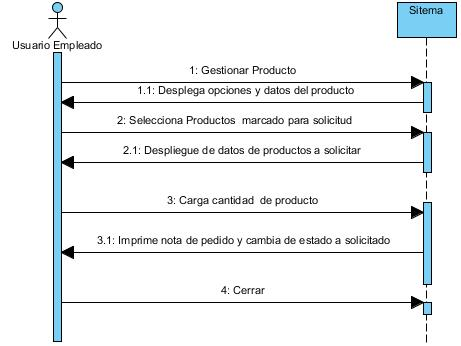 Sitema
Usuario Empleado
1: Gestionar Producto
1.1: Desplega opciones y datos del producto
2: Selecciona Productos  marcado para solicitud
2.1: Despliegue de datos de productos a solicitar
3: Carga cantidad  de producto
3.1: Imprime nota de pedido y cambia de estado a solicitado
4: Cerrar